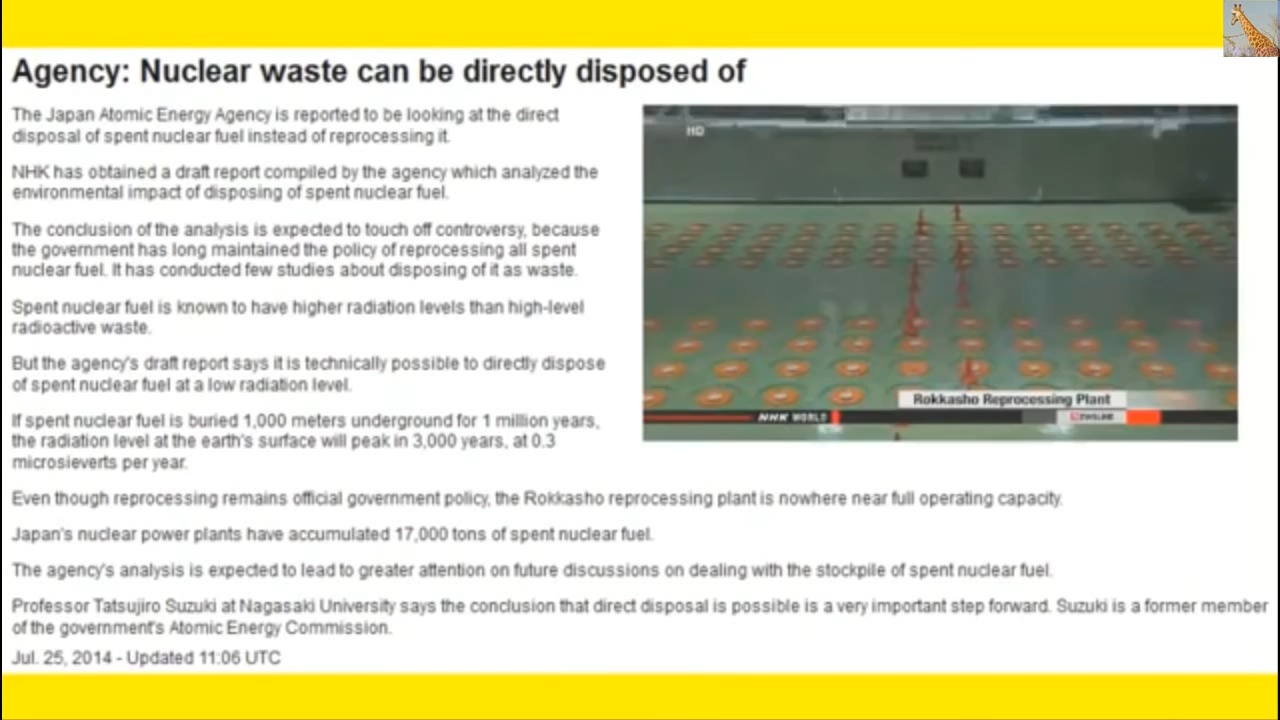 Agency: Nuclear waste can be directly disposed of
The Japan Atomic Energy Agency is reported to be looking at the direct
disposal of spent nuclear fuel instead of reprocessing it.
NHK has obtained a draft report compiled by the agency which analyzed the
environmental impact of disposing of spent nuclear fuel.
The conclusion of the analysis is expected to touch off controversy, because
the government has long maintained the policy of reprocessing all spent
nuclear fuel. It has conducted few studies about disposing of it as waste.
Spent nuclear fuel is known to have higher radiation levels than high-level
radioactive waste.
But the agency's draft report says it is technically possible to directly dispose
of spent nuclear fuel at a low radiation level.
If spent nuclear fuel is buried 1,000 meters underground for 1 million years,
the radiation level at the earth's surface will peak in 3,000 years, at 0.3
microsieverts per year.
HD
Rokkasho Reprocessing Plant
NHK WORLD
NEWSLINE
Even though reprocessing remains official government policy, the Rokkasho reprocessing plant is nowhere near full operating capacity.
Japan's nuclear power plants have accumulated 17,000 tons of spent nuclear fuel.
The agency's analysis is expected to lead to greater attention on future discussions on dealing with the stockpile of spent nuclear fuel.
Professor Tatsujiro Suzuki at Nagasaki University says the conclusion that direct disposal is possible is a very important step forward. Suzuki is a former member
of the government's Atomic Energy Commission.
Jul. 25, 2014 - Updated 11:06 UTC